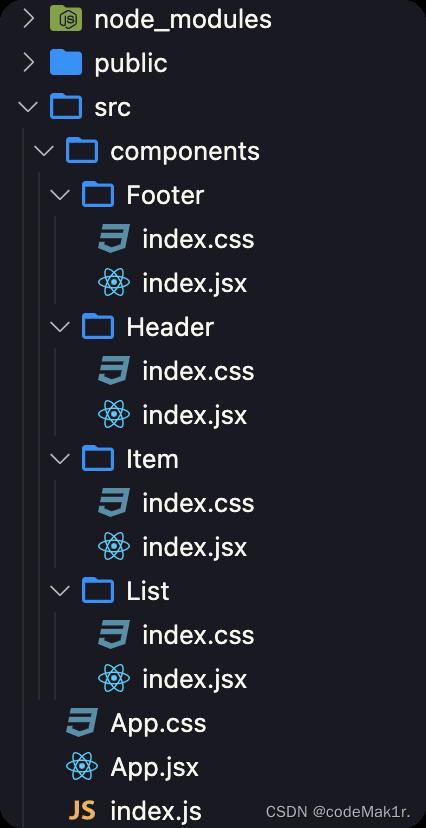 node_modules
public
src
components
Footer
index.css
index.jsx
Header
index.css
index.jsx
Item
index.css
index.jsx
List
index.css
index.jsx
App.css
App.jsx
JS index.js
CSDN @codeMak1r.